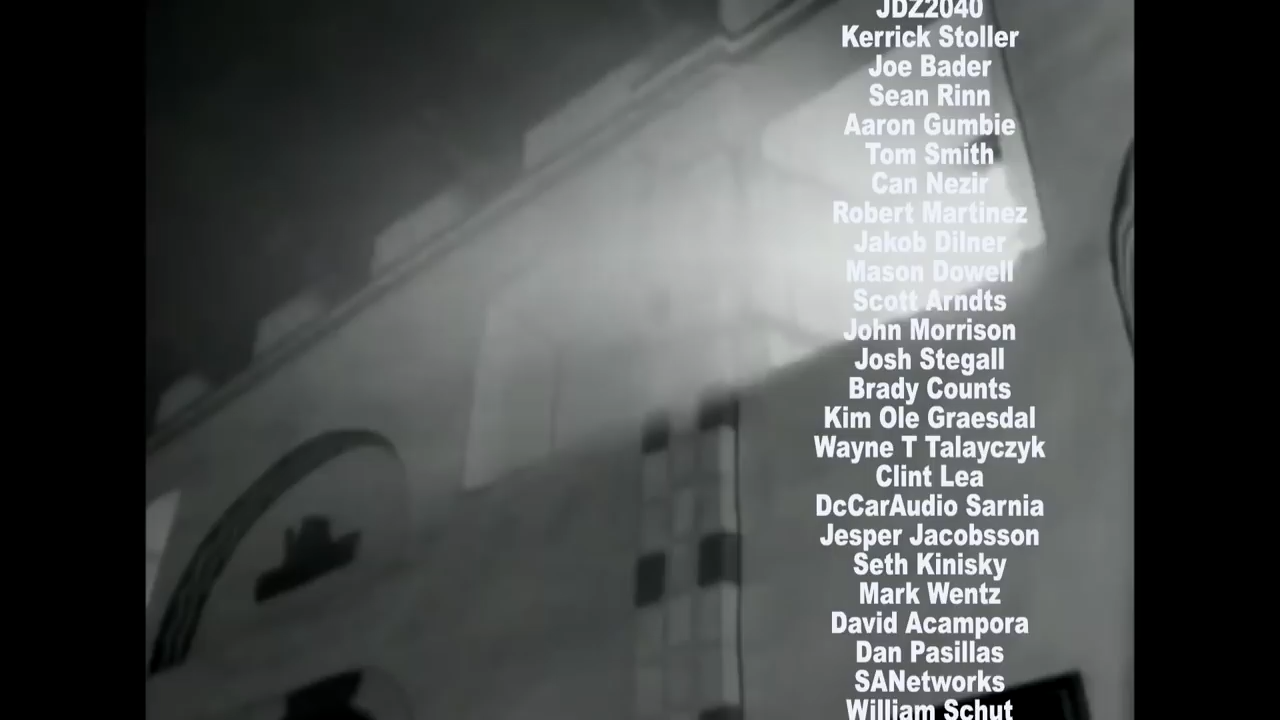 JDZ2040
Kerrick Stoller
Joe Bader
Sean Rinn
Aaron Gumbie
Tom Smith
Can Nezir
Robert Martinez
Jakob Dilner
Mason Dowell
Scott Arndts
John Morrison
Josh Stegall
Brady Counts
Kim Ole Graesdal
Wayne T Talayczyk
Clint Lea
DcCarAudio Sarnia
Jesper Jacobsson
Seth Kinisky
Mark Wentz
David Acampora
Dan Pasillas
SANetworks
William Schut